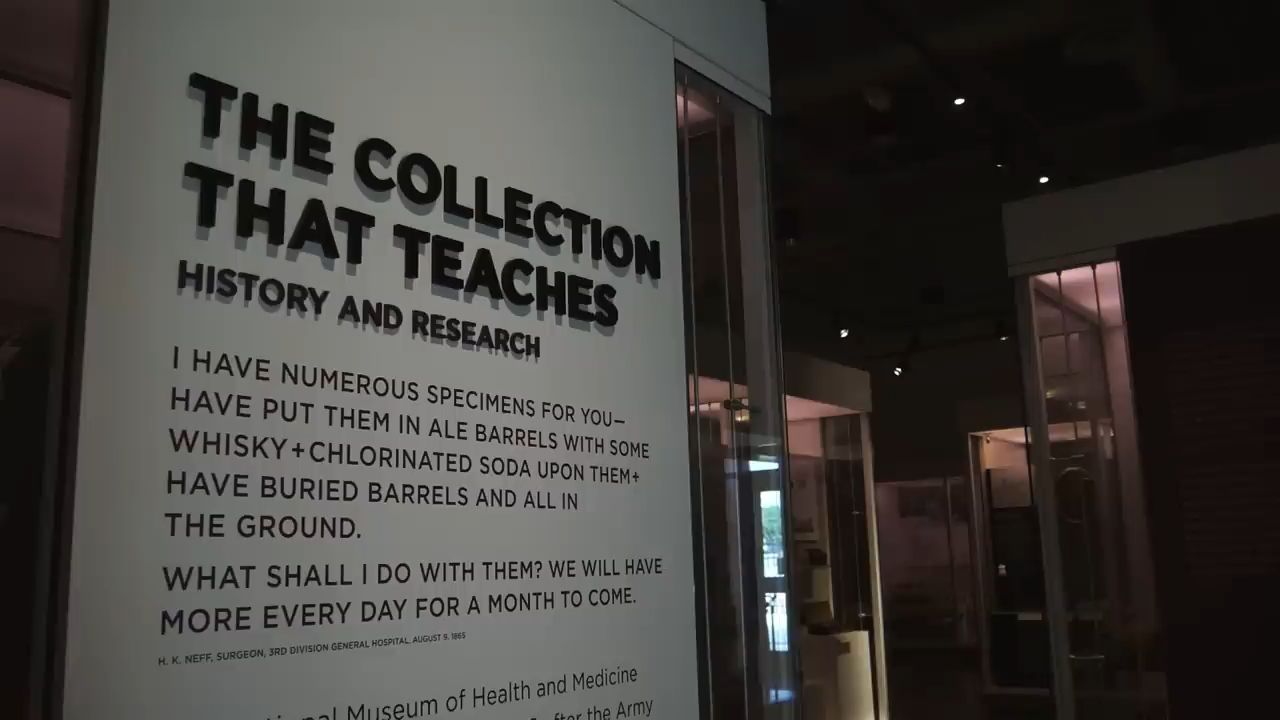 THE COLLECTION
THAT TEACHES
HISTORY AND RESEARCH
I HAVE NUMEROUS SPECIMENS FOR YOU—
HAVE PUT THEM IN ALE BARRELS WITH SOME
WHISKY+CHLORINATED SODA UPON THEM+
HAVE BURIED BARRELS AND ALL IN
THE GROUND.
WHAT SHALL I DO WITH THEM? WE WILL HAVE
MORE EVERY DAY FOR A MONTH TO COME.
H. K. NEFF, SURGEON, 3RD DIVISION GENERAL HOSPITAL, AUGUST 9, 1865
Museum of Health and Medicine
the Army